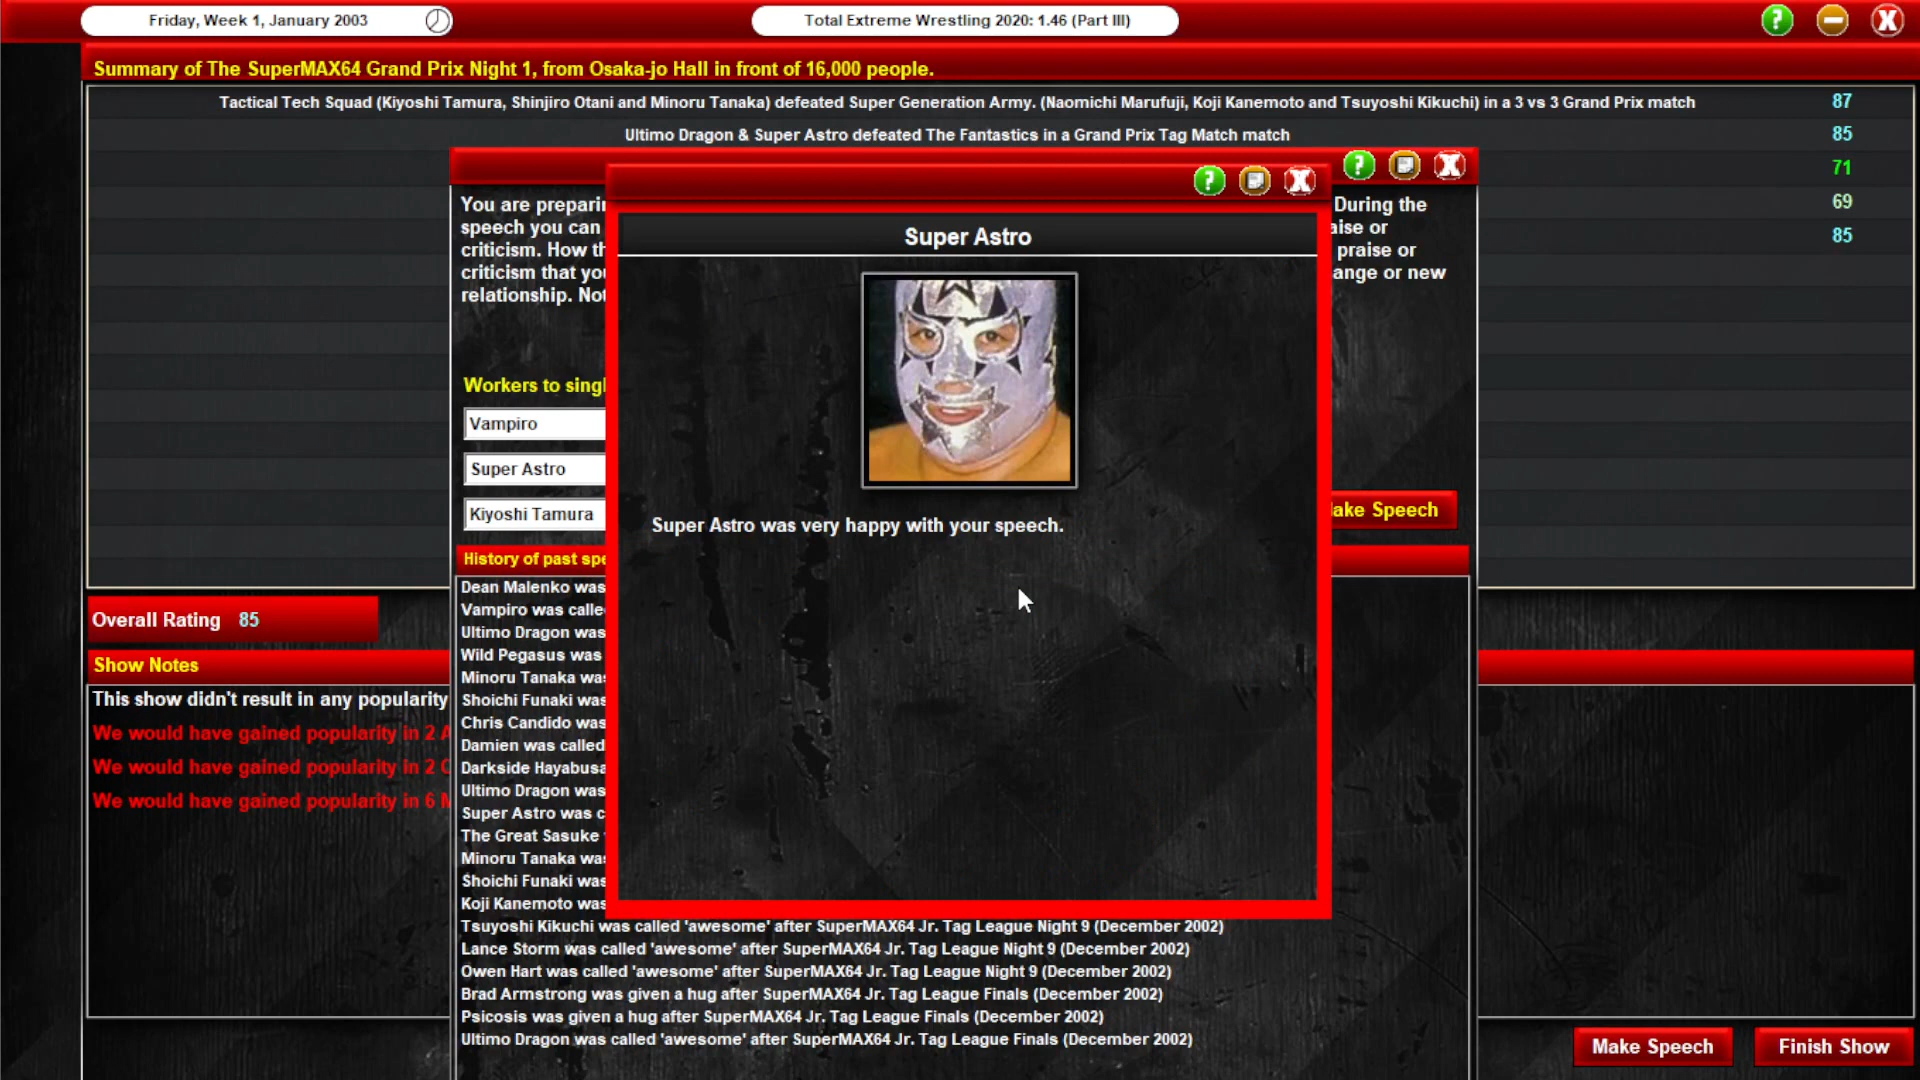 Friday, Week 1, January 2003
Total Extreme Wrestling 2020: 1.46 (Part III)
Summary of The SuperMAX64 Grand Prix Night 1, from Osaka-jo Hall in front of 16,000 people.
Tactical Tech Squad (Kiyoshi Tamura, Shinjiro Otani and Minoru Tanaka) defeated Super Generation Army. (Naomichi Marufuji, Koji Kanemoto and Tsuyoshi Kikuchi) in a 3 vs 3 Grand Prix match 87
Ultimo Dragon & Super Astro defeated The Fantastics in a Grand Prix Tag Match match 85
71
69
85
You are preparin
During the
speech you can
aise or
criticism. How th
praise or
criticism that you
ange or new
relationship. Not
Super Astro
Workers to singl
Vampiro
Super Astro
Kiyoshi Tamura
Super Astro was very happy with your speech.
ake Speech
History of past spe
Dean Malenko was
Vampiro was calle
Ultimo Dragon was
Wild Pegasus was
Minoru Tanaka was
Shoichi Funaki was
Chris Candido was
Damien was called
Darkside Hayabusa
Ultimo Dragon was
Super Astro was c
The Great Sasuke
Minoru Tanaka was
Shoichi Funaki was
Koji Kanemoto was
Tsuyoshi Kikuchi was called 'awesome' after SuperMAX64 Jr. Tag League Night 9 (December 2002)
Lance Storm was called 'awesome' after SuperMAX64 Jr. Tag League Night 9 (December 2002)
Owen Hart was called 'awesome' after SuperMAX64 Jr. Tag League Night 9 (December 2002)
Brad Armstrong was given a hug after SuperMAX64 Jr. Tag League Finals (December 2002)
Psicosis was given a hug after SuperMAX64 Jr. Tag League Finals (December 2002)
Ultimo Dragon was called 'awesome' after SuperMAX64 Jr. Tag League Finals (December 2002)
Overall Rating 85
Show Notes
This show didn't result in any popularity
We would have gained popularity in 2 A
We would have gained popularity in 2 C
We would have gained popularity in 6 M
Make Speech
Finish Show